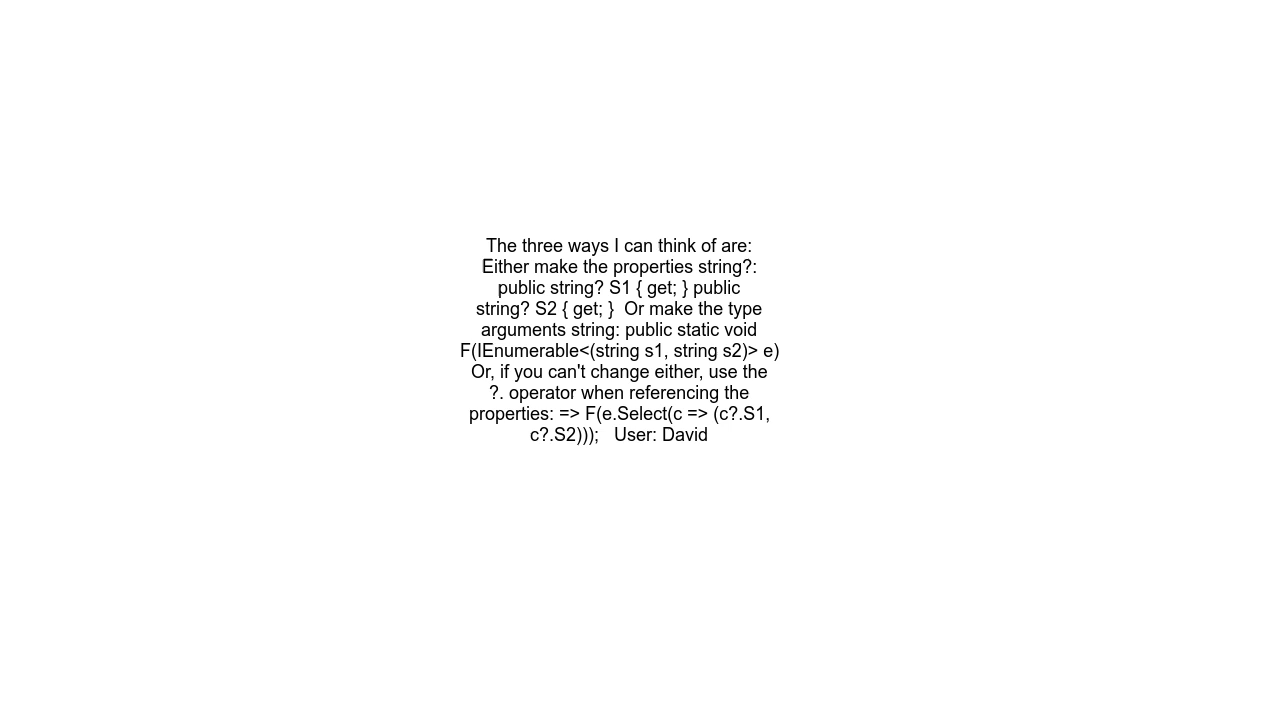 The three ways I can think of are:
Either make the properties string?:
public string? S1 { get; } public
string? S2 { get; }  Or make the type
arguments string: public static void
F(IEnumerable<(string s1, string s2)> e)
Or, if you can't change either, use the
?. operator when referencing the
properties: => F(e.Select(c => (c?.S1,
c?.S2)));   User: David